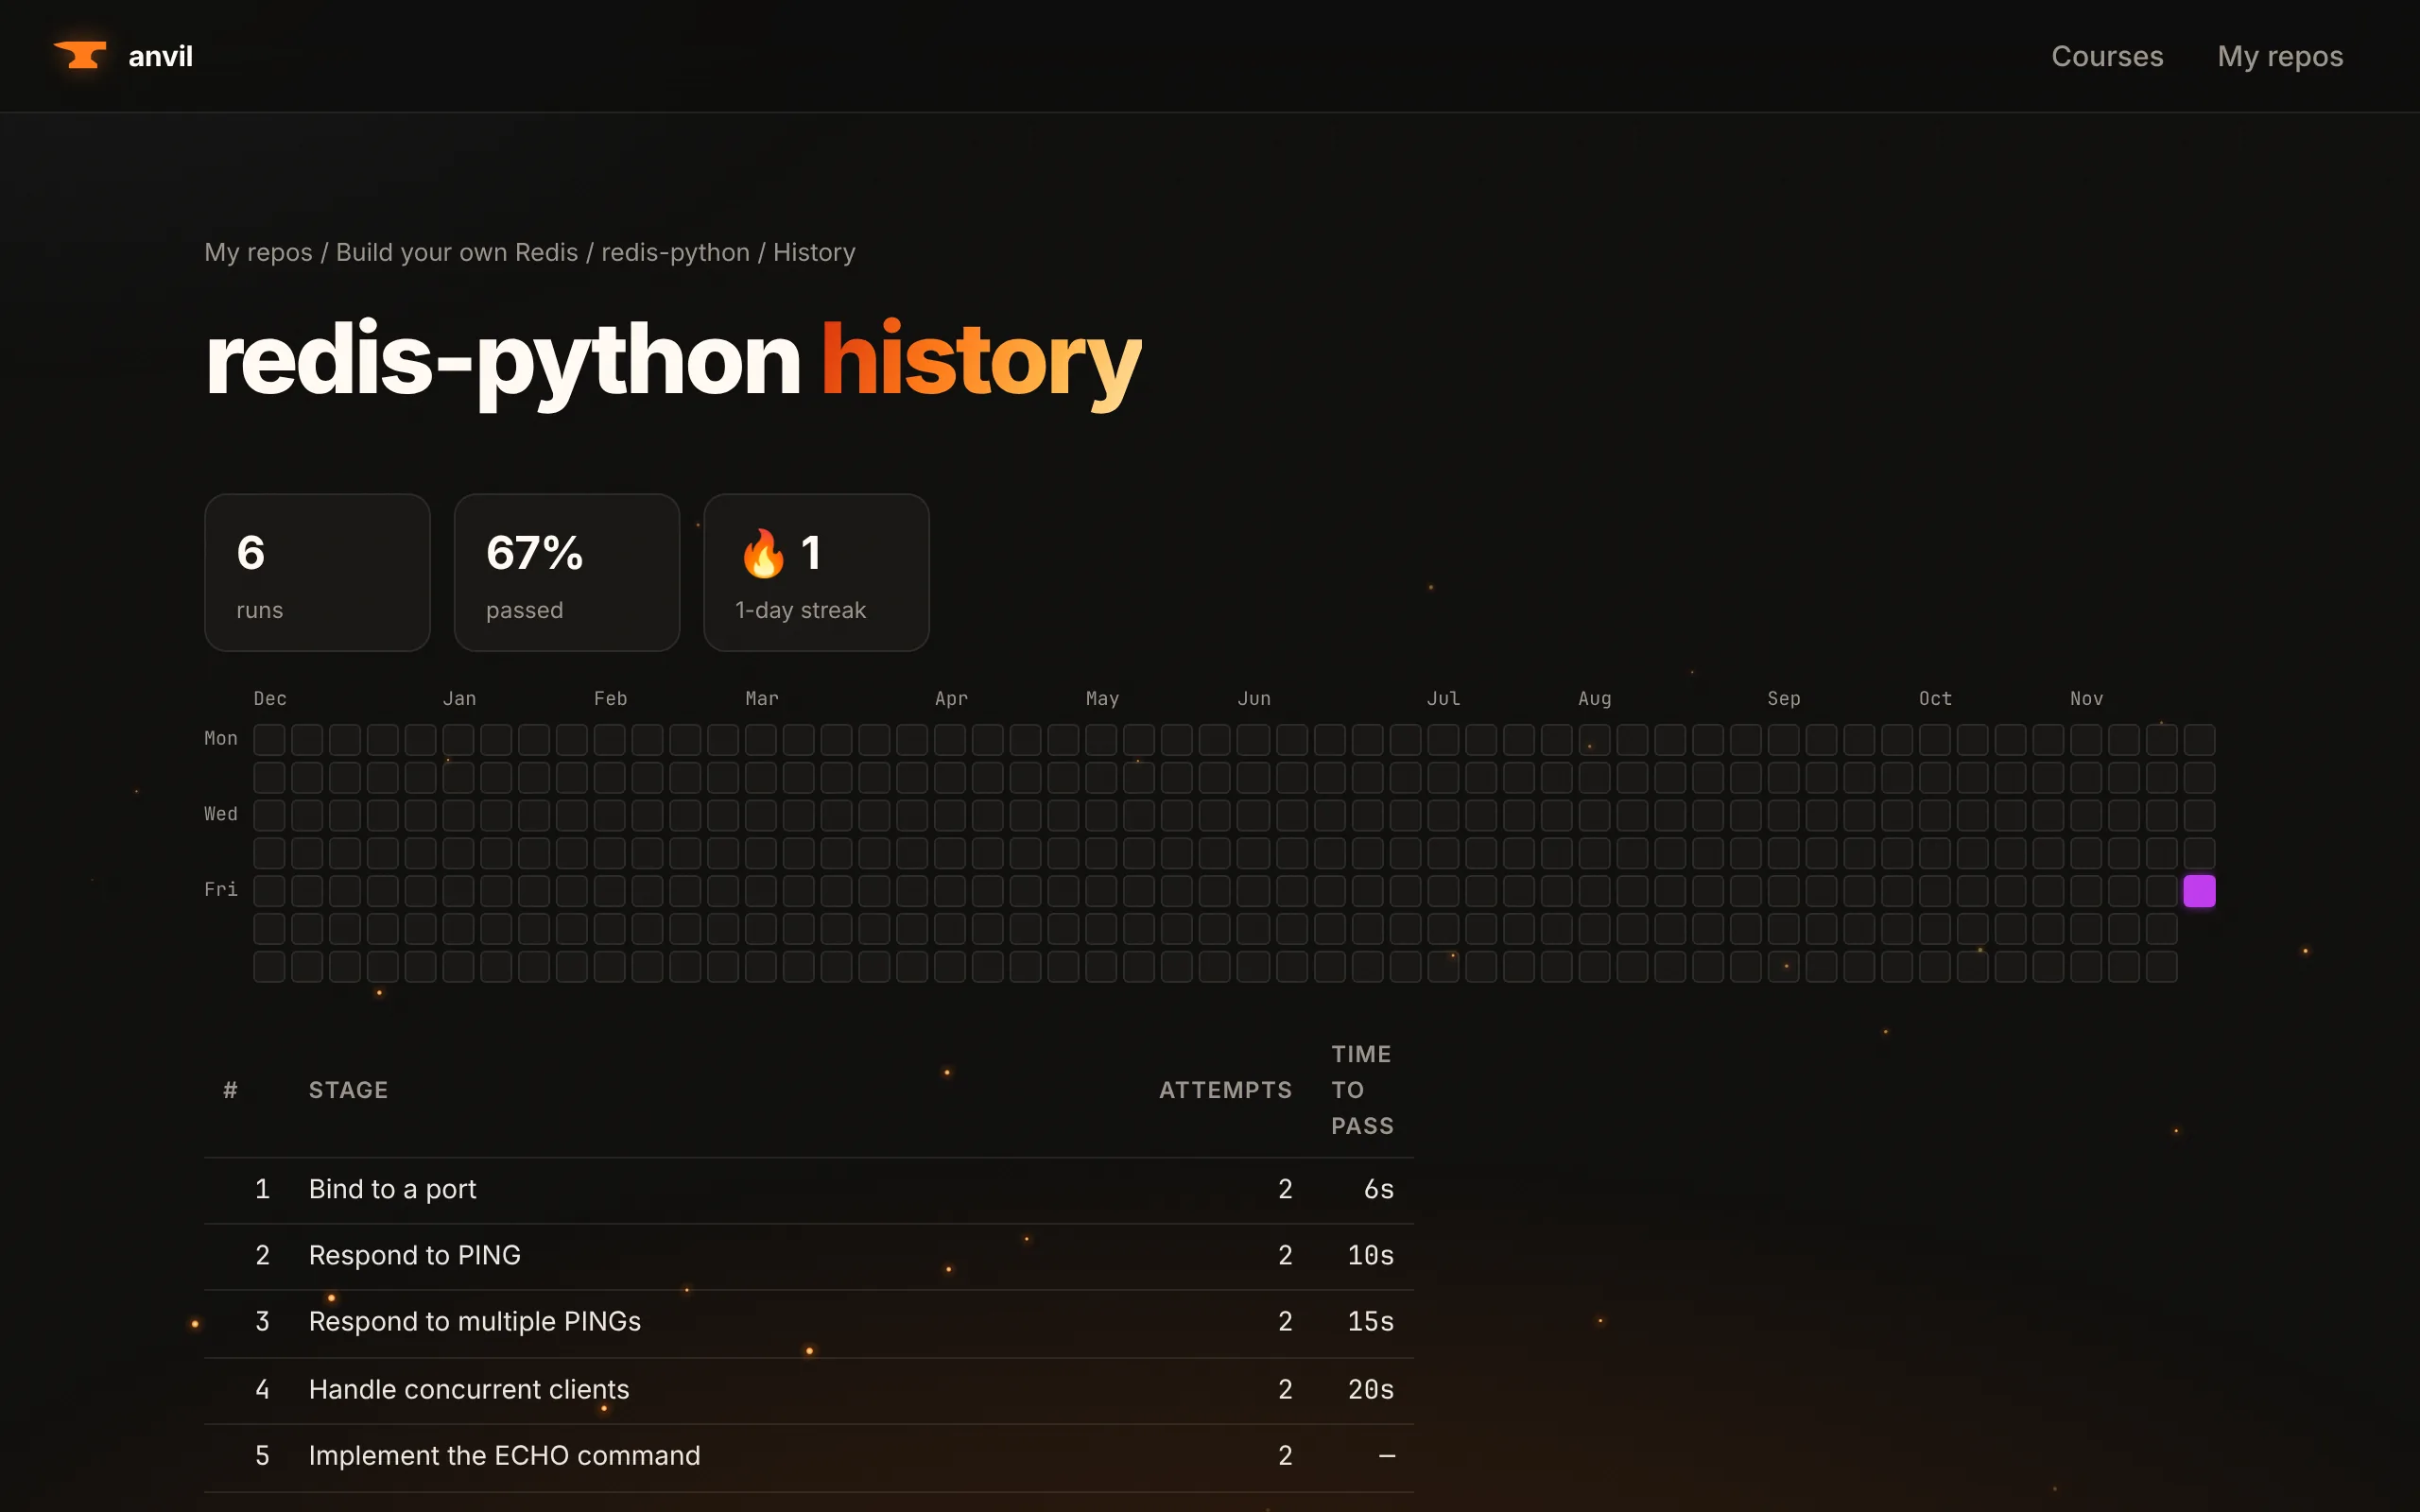 anvil
Courses My repos
My repos / Build your own Redis / redis-python / History
redis-python history
6
runs
67%
passed
🔥 1
1-day streak
Dec Jan Feb Mar Apr May Jun Jul Aug Sep Oct Nov
Mon
Wed
Fri
# STAGE ATTEMPTS TIME TO PASS
1 Bind to a port 2 6s
2 Respond to PING 2 10s
3 Respond to multiple PINGs 2 15s
4 Handle concurrent clients 2 20s
5 Implement the ECHO command 2 —